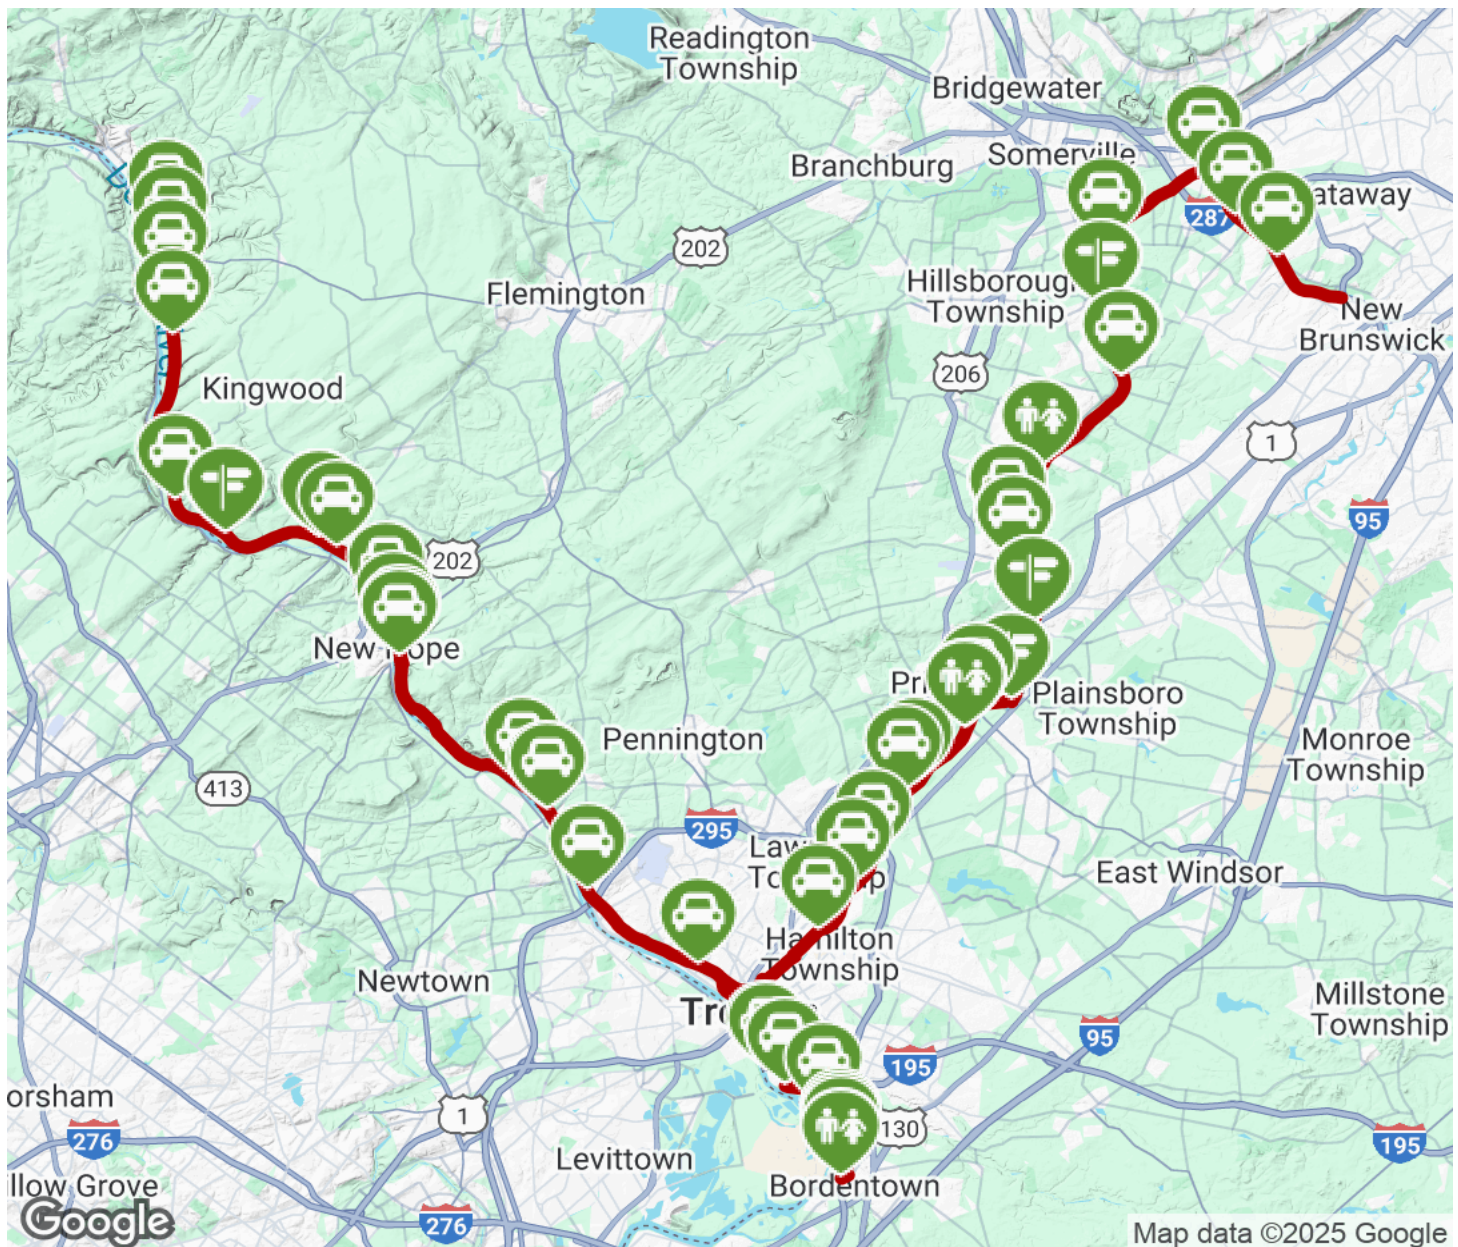 Readington
Township
Bridgewater
Somerville
Branchburg
ataway
287
202
Flemington
Hillsboroug
Township
New
Brunswick
206
Kingwood
1
95
202
New
pe
Plainsboro
Township
Pennington
Monroe
Township
413
295
East Windsor
Hamilton
Township
Newtown
Millstone
Township
95
195
orsham
1
276
130
195
Levittown
Bordentown
llow Grove
276
Google
Map data ©2025 Google